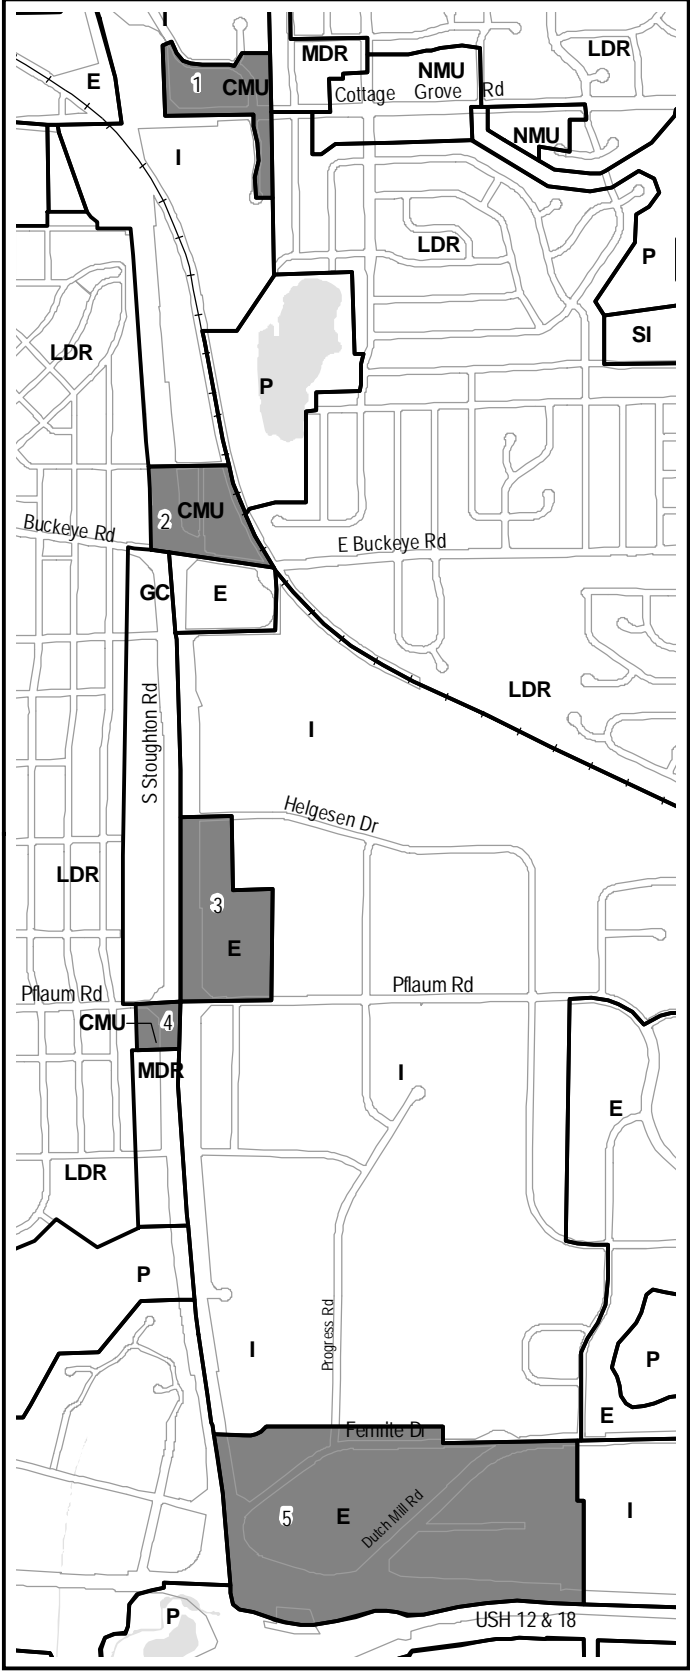 MDR
LDR
E
1
CMU
NMU
Cottage Grove Rd
NMU
I
LDR
P
SI
LDR
P
CMU
2
Buckeye Rd
E Buckeye Rd
GC
E
LDR
S Stoughton Rd
I
Helgesen Dr
LDR
3
E
Pflaum Rd
Pflaum Rd
CMU
4
MDR
I
E
LDR
P
Progress Rd
I
P
E
Femrite Dr
5
E
Dutch Mill Rd
I
P
USH 12 & 18